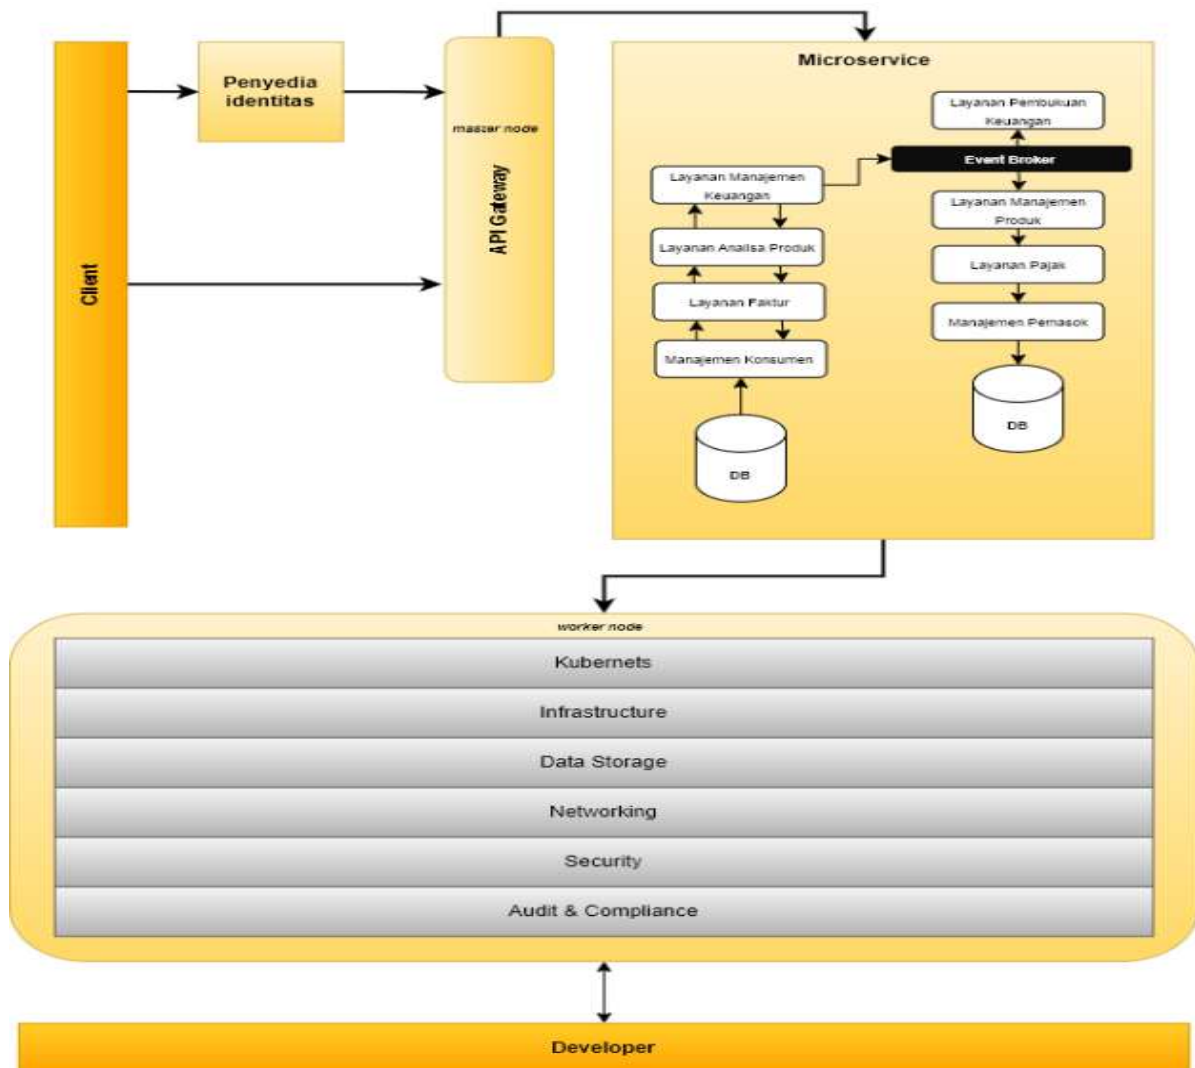 Client
Penyedia
identitas
master node
API Gateway
Microservice
Layanan Pembukuan
Keuangan
Event Broker
Layanan Manajemen
Keuangan
Layanan Manajemen
Produk
Layanan Analisa Produk
Layanan Pajak
Layanan Faktur
Manajemen Pemasok
Manajemen Konsumen
DB
DB
worker node
Kubernets
Infrastructure
Data Storage
Networking
Security
Audit & Compliance
Developer